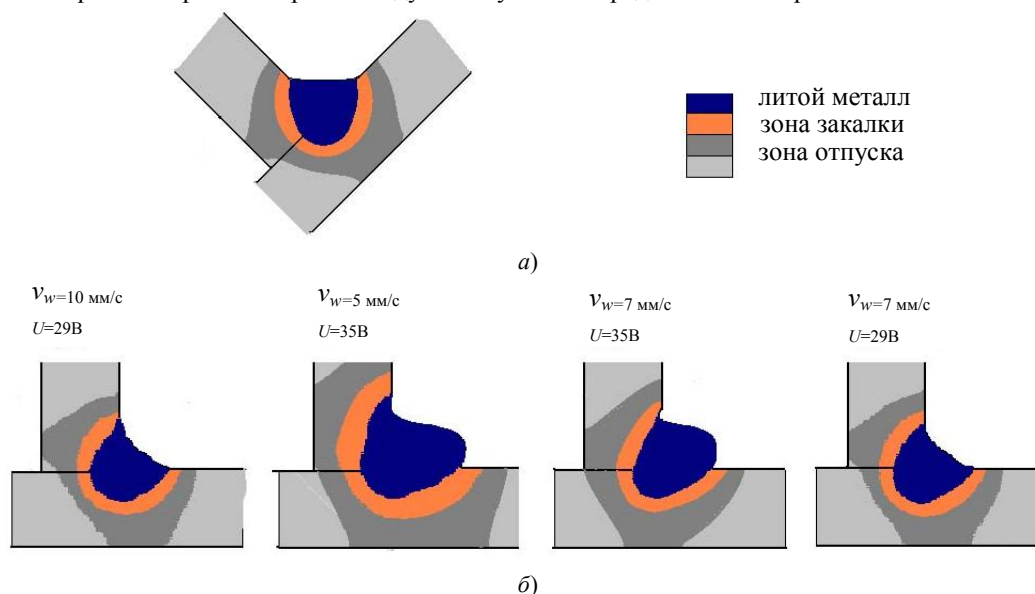 литой металл
зона закалки
зона отпуска
а)
vw=10 мм/с
U=29В
vw=5 мм/с
U=35В
vw=7 мм/с
U=35В
vw=7 мм/с
U=29В
б)